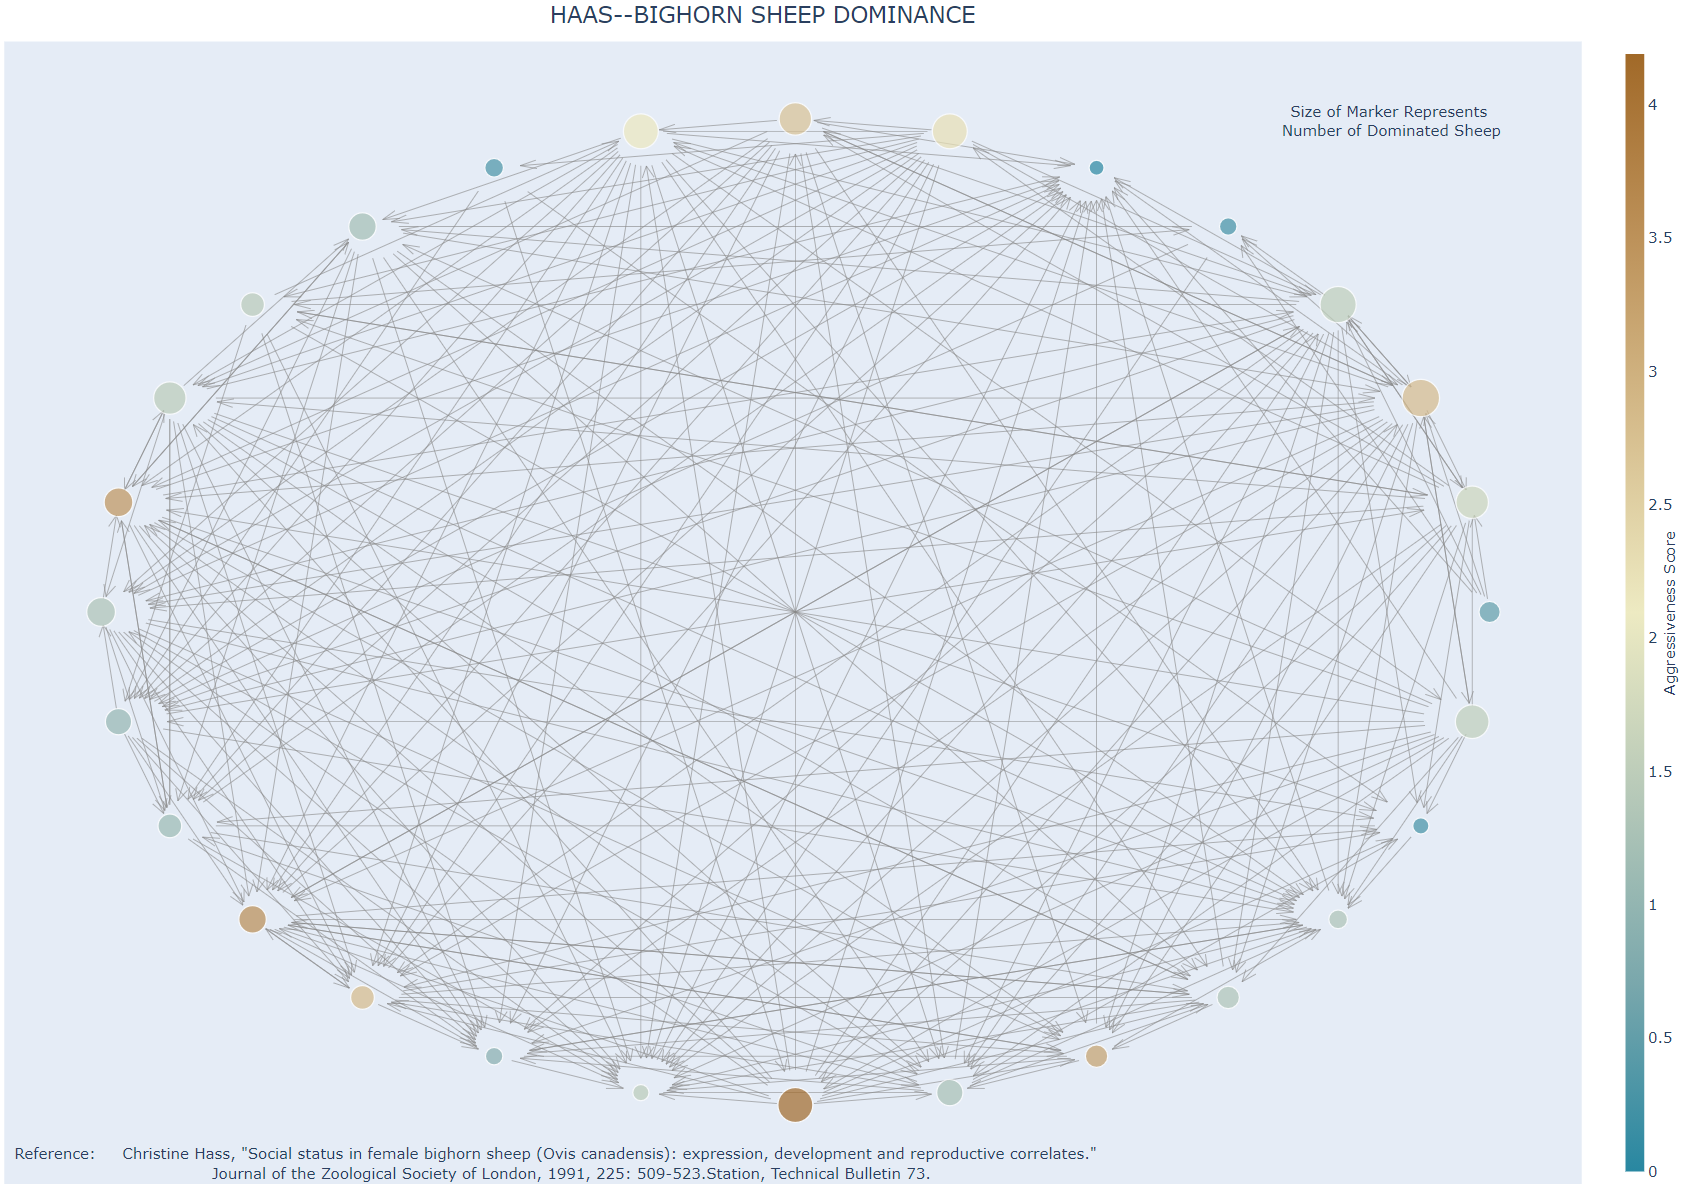 HAAS--BIGHORN SHEEP DOMINANCE
Size of Marker Represents
Number of Dominated Sheep
4
3.5
3
2.5
2
1.5
1
0.5
0
Aggressiveness Score
Reference: Christine Hass, "Social status in female bighorn sheep (Ovis canadensis): expression, development and reproductive correlates."
Journal of the Zoological Society of London, 1991, 225: 509-523.Station, Technical Bulletin 73.